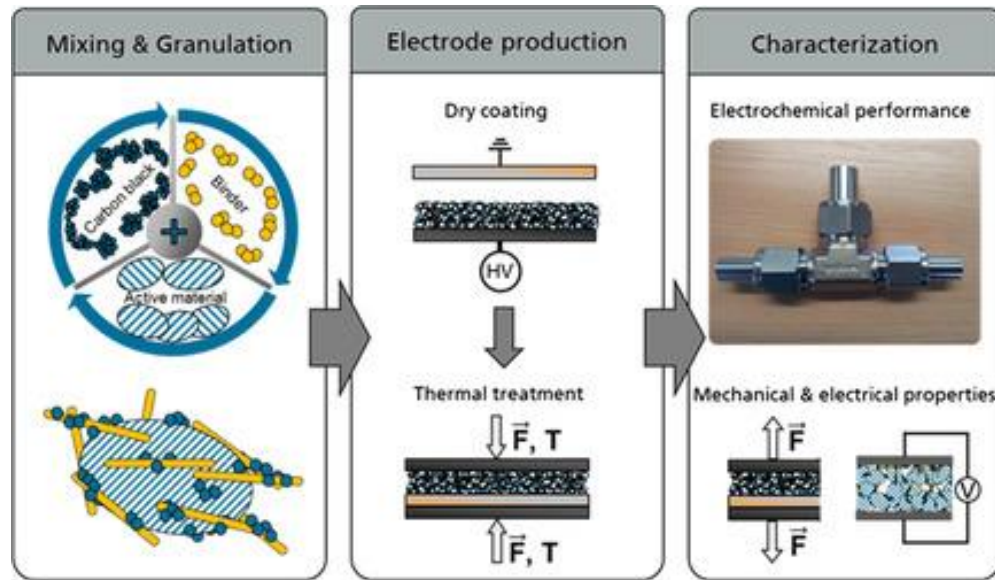 Mixing & Granulation
Carbon black
Binder
+
Active material
Electrode production
Dry coating
HV
Thermal treatment
F, T
F, T
Characterization
Electrochemical performance
Mechanical & electrical properties
F
F
V